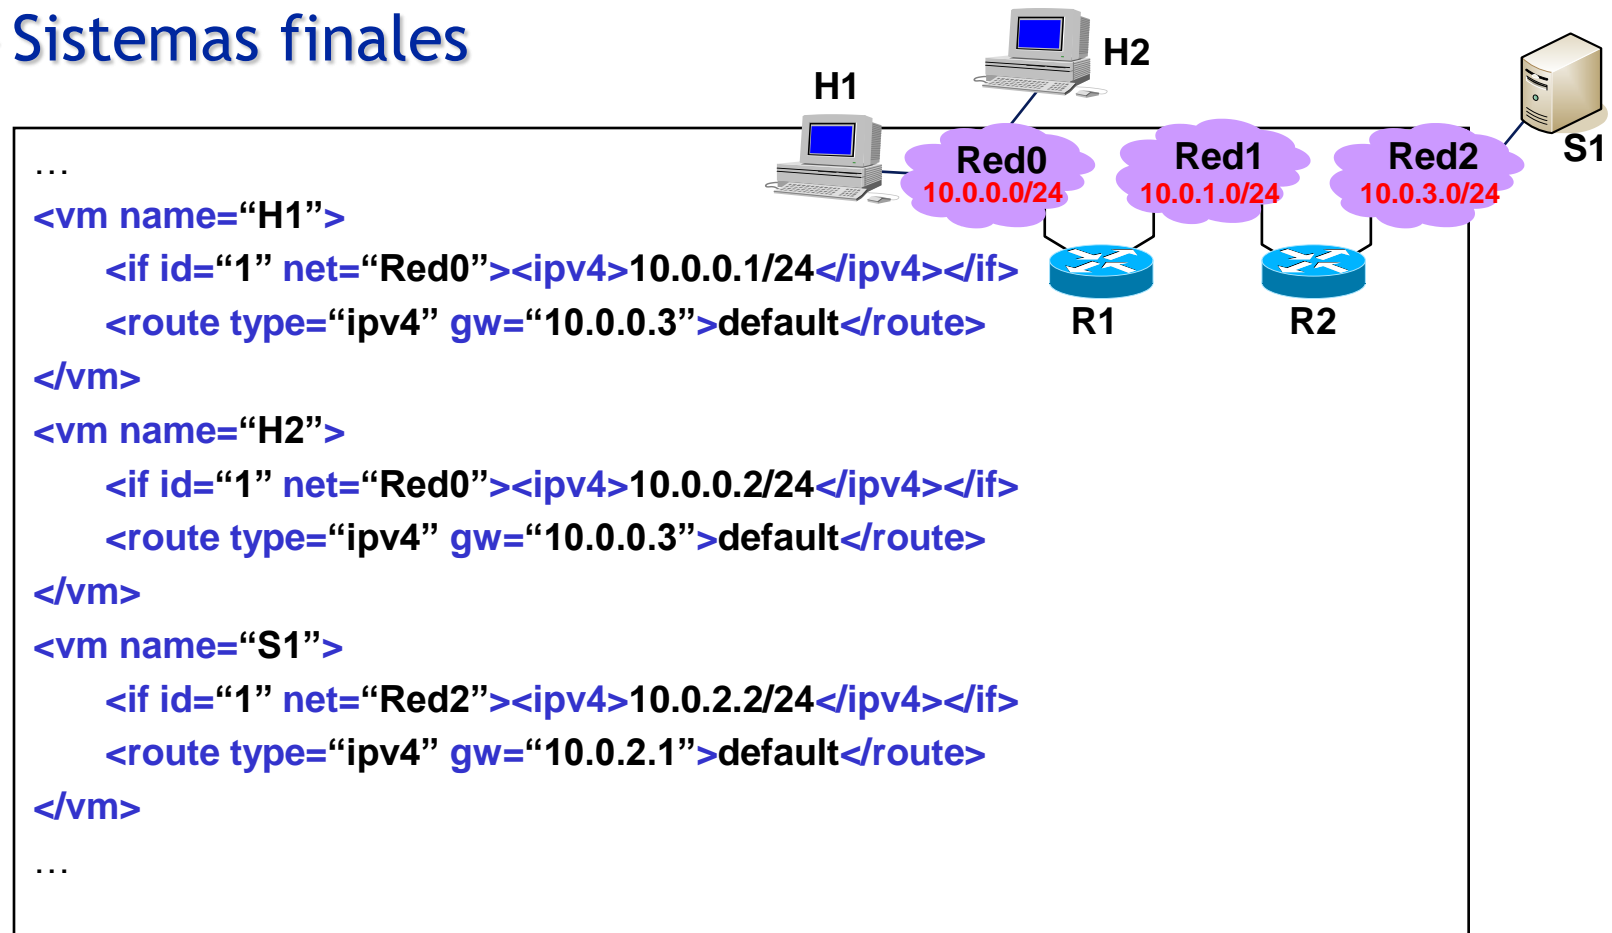 Sistemas finales
H2
H1
S1
Red0
10.0.0.0/24
Red1
10.0.1.0/24
Red2
10.0.3.0/24
R1
R2
…
<vm name=“H1”>
<if id=“1” net=“Red0”><ipv4>10.0.0.1/24</ipv4></if>
<route type=“ipv4” gw=“10.0.0.3”>default</route>
</vm>
<vm name=“H2”>
<if id=“1” net=“Red0”><ipv4>10.0.0.2/24</ipv4></if>
<route type=“ipv4” gw=“10.0.0.3”>default</route>
</vm>
<vm name=“S1”>
<if id=“1” net=“Red2”><ipv4>10.0.2.2/24</ipv4></if>
<route type=“ipv4” gw=“10.0.2.1”>default</route>
</vm>
…